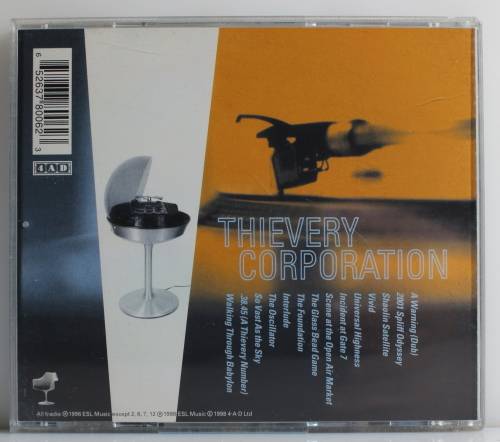 6 52637 80062 3
4AD
THIEVERY
CORPORATION
A Warning (Dub)
2001 Spliff Odyssey
Shaolin Satellite
Vivid
Universal Highness
Incident at Gate 7
Scene at the Open Air Market
The Glass Bead Game
The Foundation
Interlude
The Oscillator
So Vast As the Sky
38.45 (A Thievery Number)
Walking Through Babylon
All tracks ℗ 1996 ESL Music except 2, 6, 7, 12 ℗ 1998 ESL Music © 1998 4·A·D Ltd